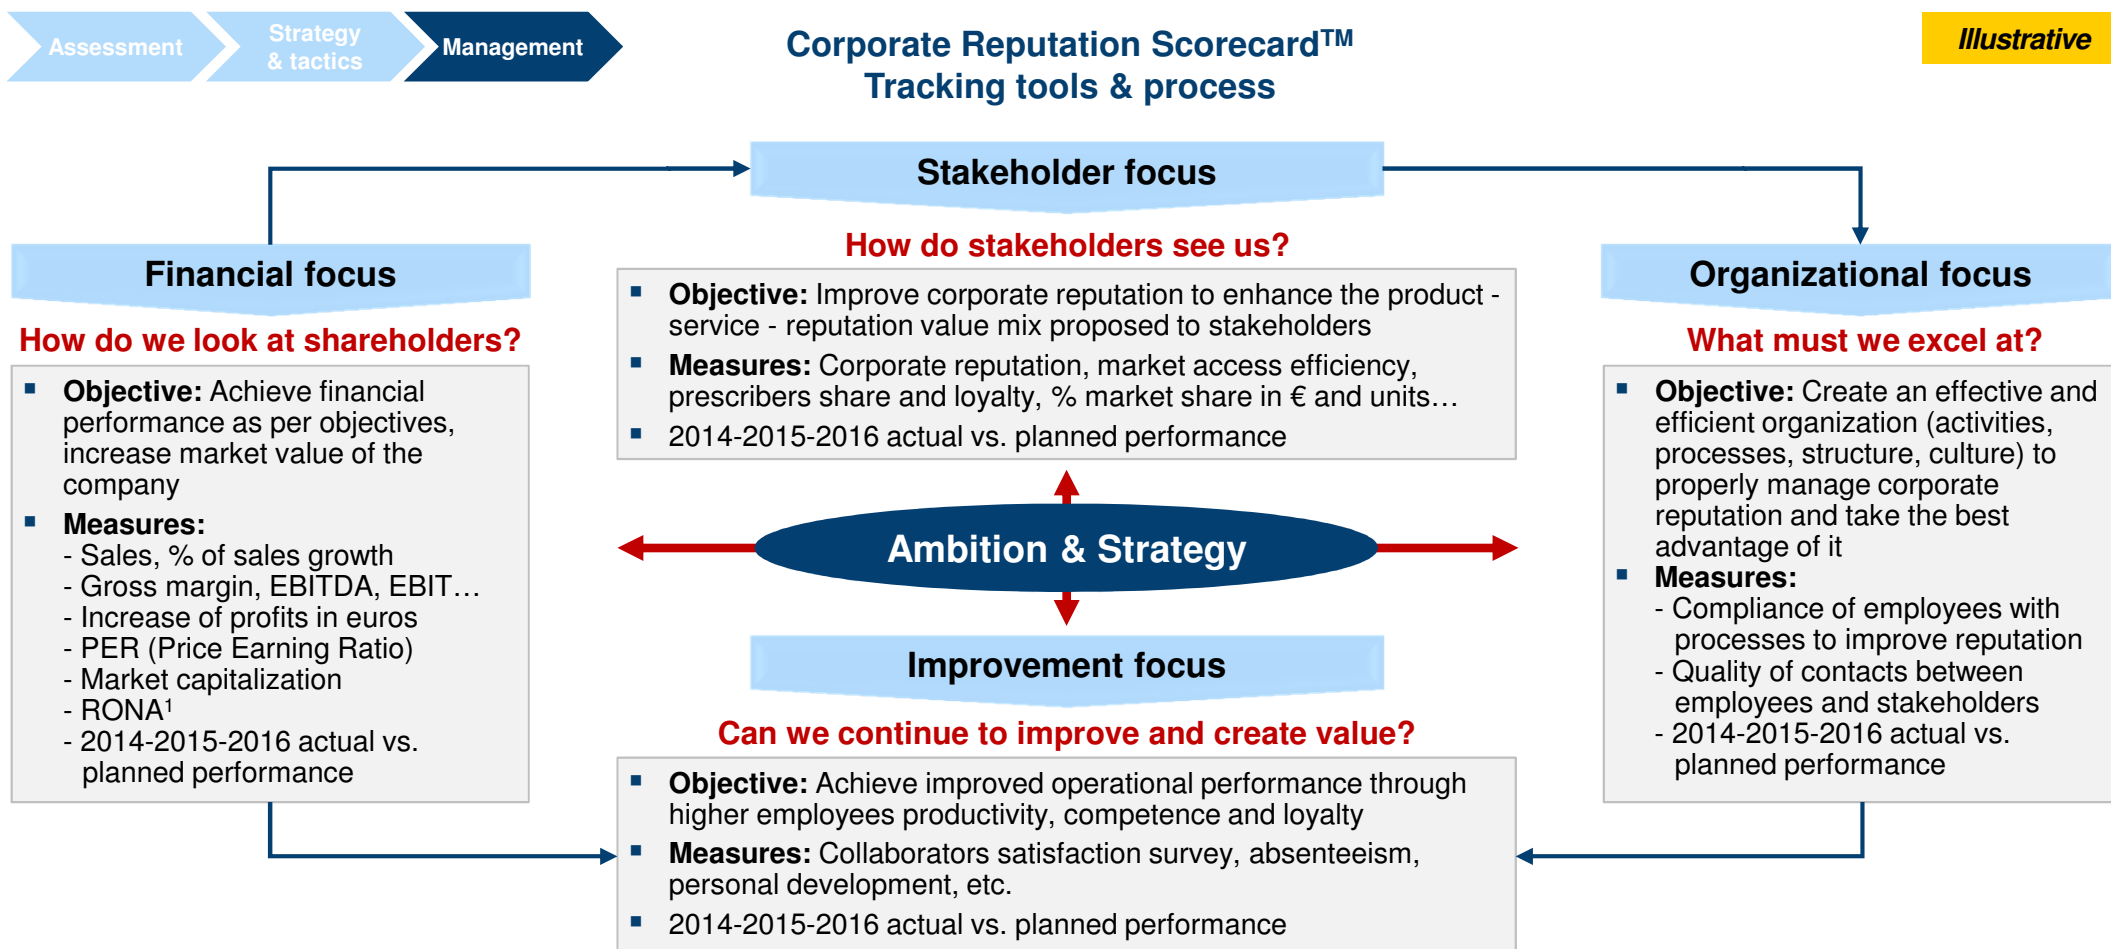 Assessment
Strategy
& tactics
Management
Corporate Reputation Scorecard™
Tracking tools & process
Illustrative
Stakeholder focus
How do stakeholders see us?
▪ Objective: Improve corporate reputation to enhance the product -
service - reputation value mix proposed to stakeholders
▪ Measures: Corporate reputation, market access efficiency,
prescribers share and loyalty, % market share in € and units…
▪ 2014-2015-2016 actual vs. planned performance
Financial focus
How do we look at shareholders?
▪ Objective: Achieve financial
performance as per objectives,
increase market value of the
company
▪ Measures:
- Sales, % of sales growth
- Gross margin, EBITDA, EBIT…
- Increase of profits in euros
- PER (Price Earning Ratio)
- Market capitalization
- RONA¹
- 2014-2015-2016 actual vs.
planned performance
Ambition & Strategy
Organizational focus
What must we excel at?
▪ Objective: Create an effective and
efficient organization (activities,
processes, structure, culture) to
properly manage corporate
reputation and take the best
advantage of it
▪ Measures:
- Compliance of employees with
processes to improve reputation
- Quality of contacts between
employees and stakeholders
- 2014-2015-2016 actual vs.
planned performance
Improvement focus
Can we continue to improve and create value?
▪ Objective: Achieve improved operational performance through
higher employees productivity, competence and loyalty
▪ Measures: Collaborators satisfaction survey, absenteeism,
personal development, etc.
▪ 2014-2015-2016 actual vs. planned performance